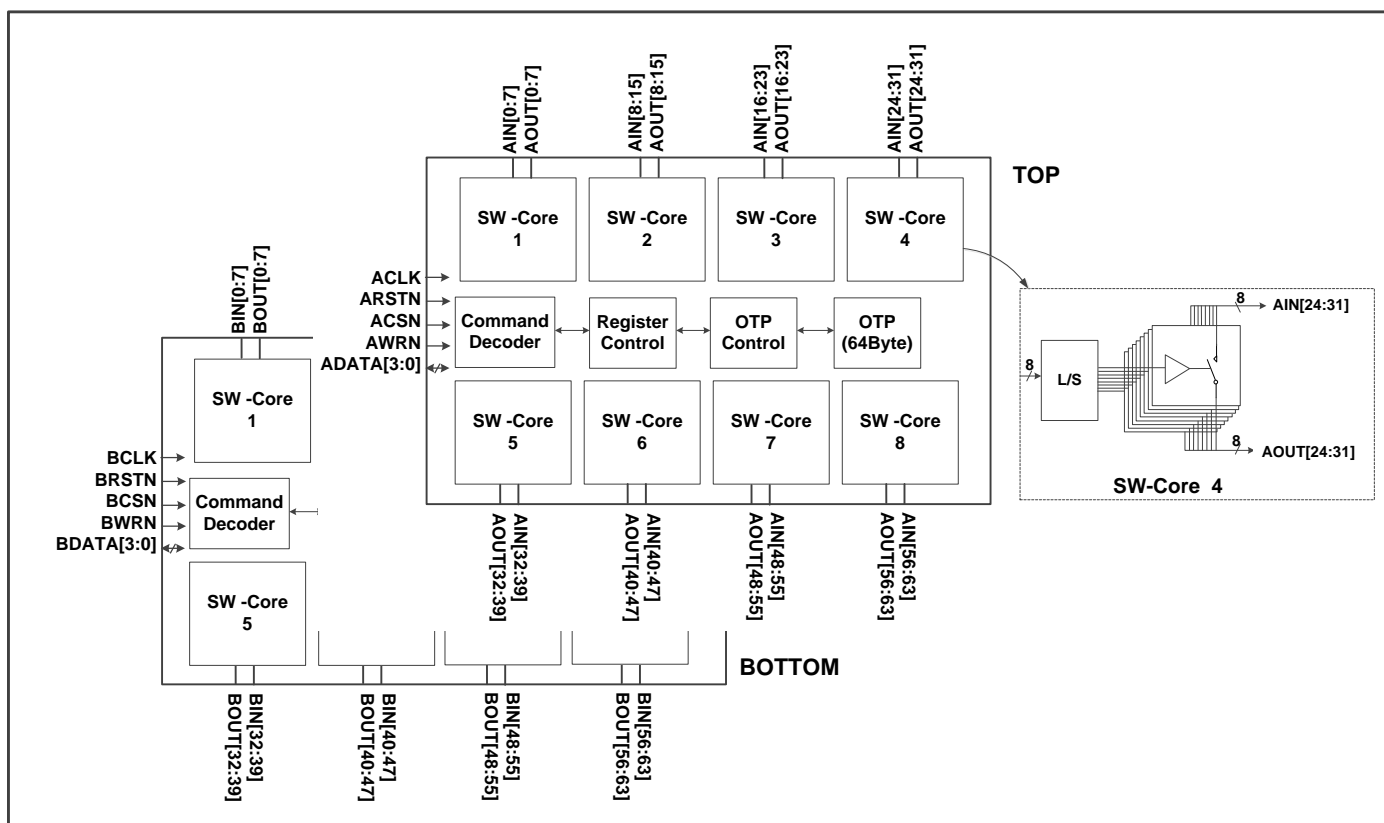 AIN[0:7]
AOUT[0:7]
AIN[8:15]
AOUT[8:15]
AIN[16:23]
AOUT[16:23]
AIN[24:31]
AOUT[24:31]
TOP
SW -Core
1
SW -Core
2
SW -Core
3
SW -Core
4
ACLK
ARSTN
ACSN
AWRN
ADATA[3:0]
Command
Decoder
Register
Control
OTP
Control
OTP
(64Byte)
SW -Core
5
SW -Core
6
SW -Core
7
SW -Core
8
AOUT[32:39]
AIN[32:39]
AOUT[40:47]
AIN[40:47]
AOUT[48:55]
AIN[48:55]
AOUT[56:63]
AIN[56:63]
8
L/S
8
AIN[24:31]
8
AOUT[24:31]
SW-Core 4
BIN[0:7]
BOUT[0:7]
SW -Core
1
BCLK
BRSTN
BCSN
BWRN
BDATA[3:0]
Command
Decoder
SW -Core
5
BOTTOM
BOUT[32:39]
BIN[32:39]
BOUT[40:47]
BIN[40:47]
BOUT[48:55]
BIN[48:55]
BOUT[56:63]
BIN[56:63]